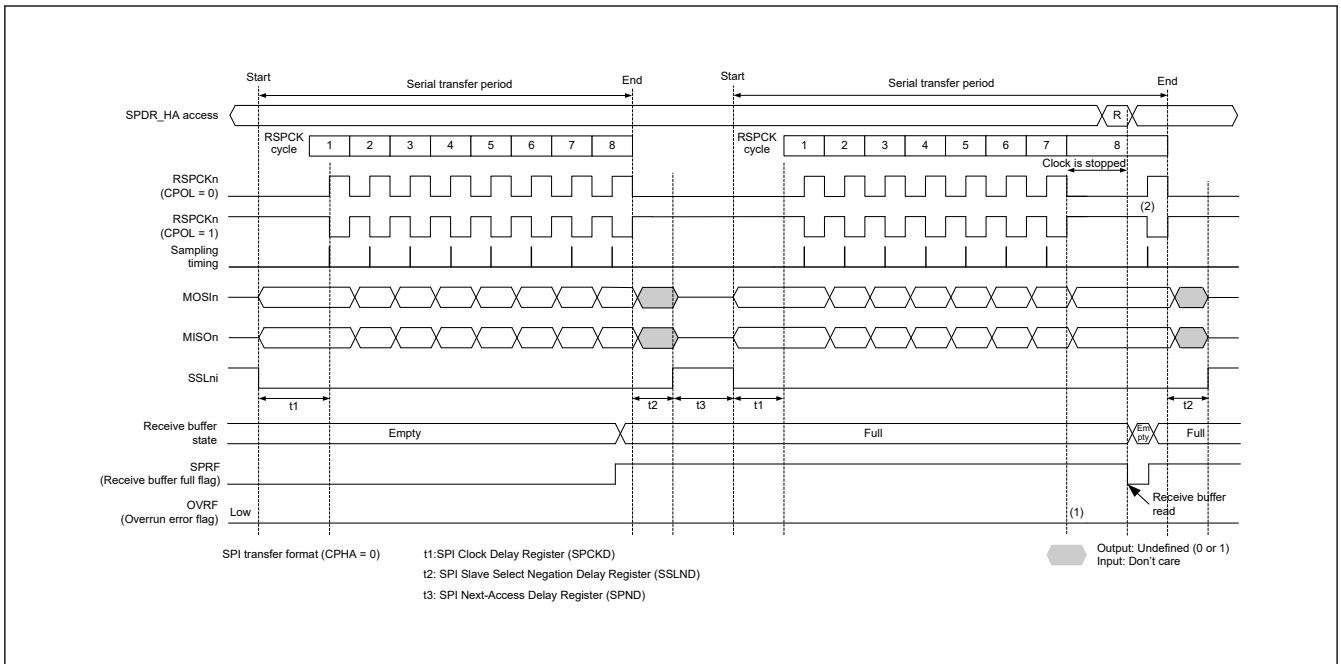 Start
Serial transfer period
End
Start
Serial transfer period
End
SPDR_HA access
R
RSPCK
cycle
1 2 3 4 5 6 7 8
RSPCK
cycle
1 2 3 4 5 6 7 8
Clock is stopped
RSPCKn
(CPOL = 0)
(2)
RSPCKn
(CPOL = 1)
Sampling
timing
MOSIn
MISOn
SSLni
t1
t2
t3
t1
t2
Receive buffer
state
Empty
Full
Em
pty
Full
SPRF
(Receive buffer full flag)
Receive buffer
read
OVRF
(Overrun error flag)
Low
(1)
SPI transfer format (CPHA = 0)
t1:SPI Clock Delay Register (SPCKD)
t2: SPI Slave Select Negation Delay Register (SSLND)
t3: SPI Next-Access Delay Register (SPND)
Output: Undefined (0 or 1)
Input: Don't care